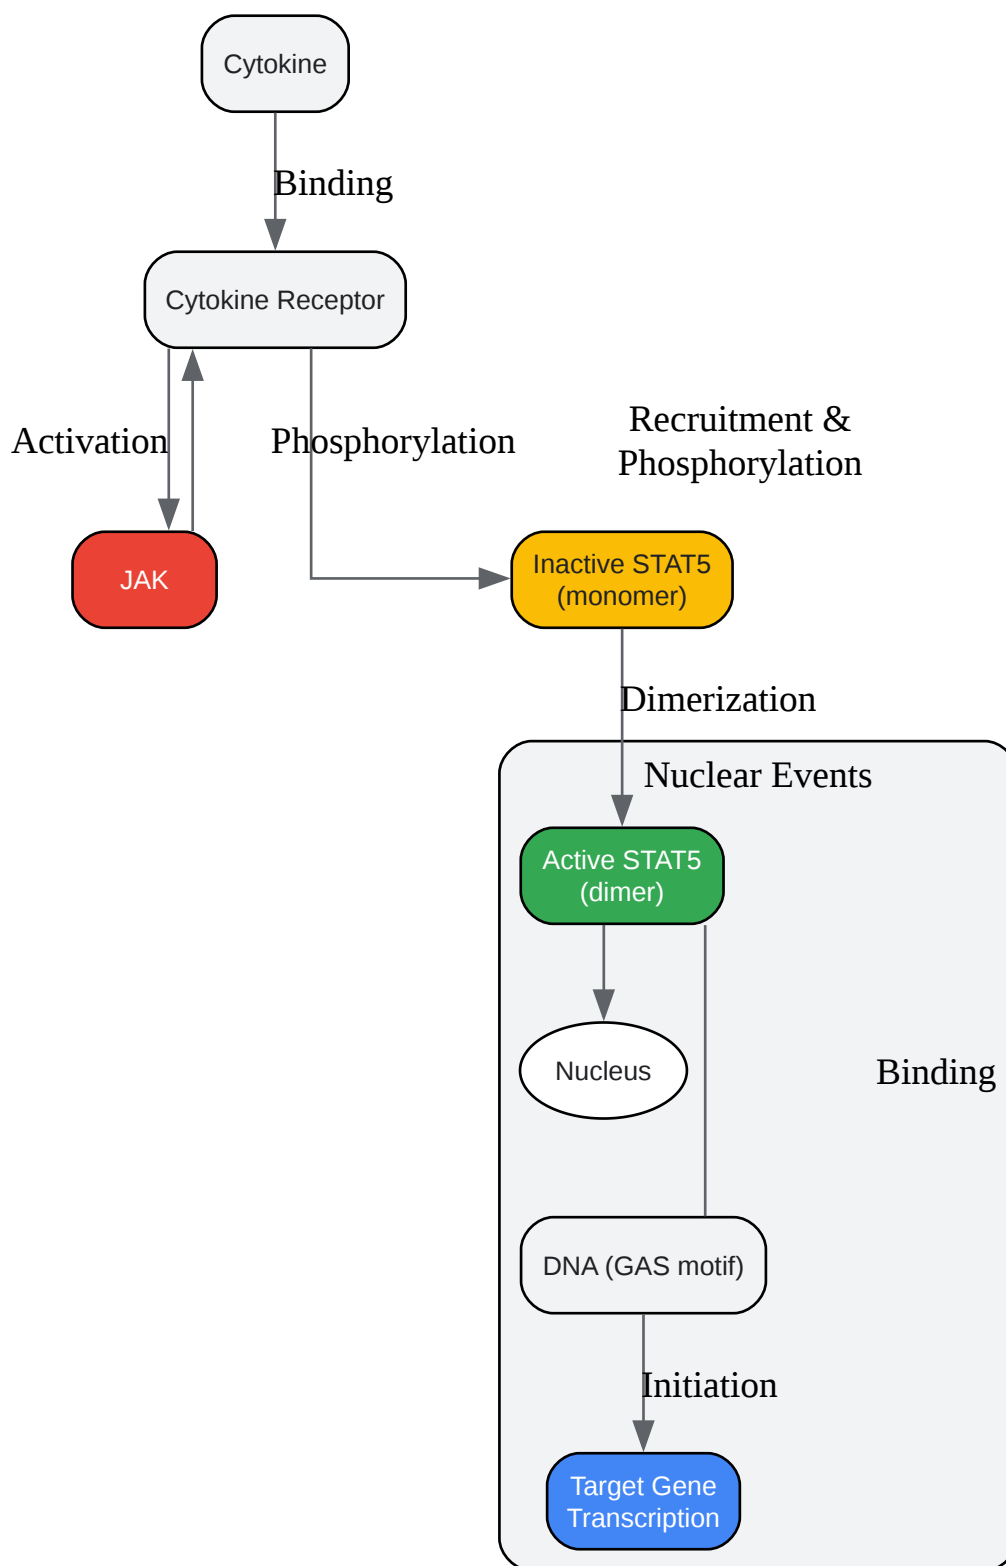 Cytokine
Binding
Cytokine Receptor
Activation
Phosphorylation
Recruitment &
Phosphorylation
JAK
Inactive STAT5
(monomer)
Dimerization
Nuclear Events
Active STAT5
(dimer)
Nucleus
Binding
DNA (GAS motif)
Initiation
Target Gene
Transcription